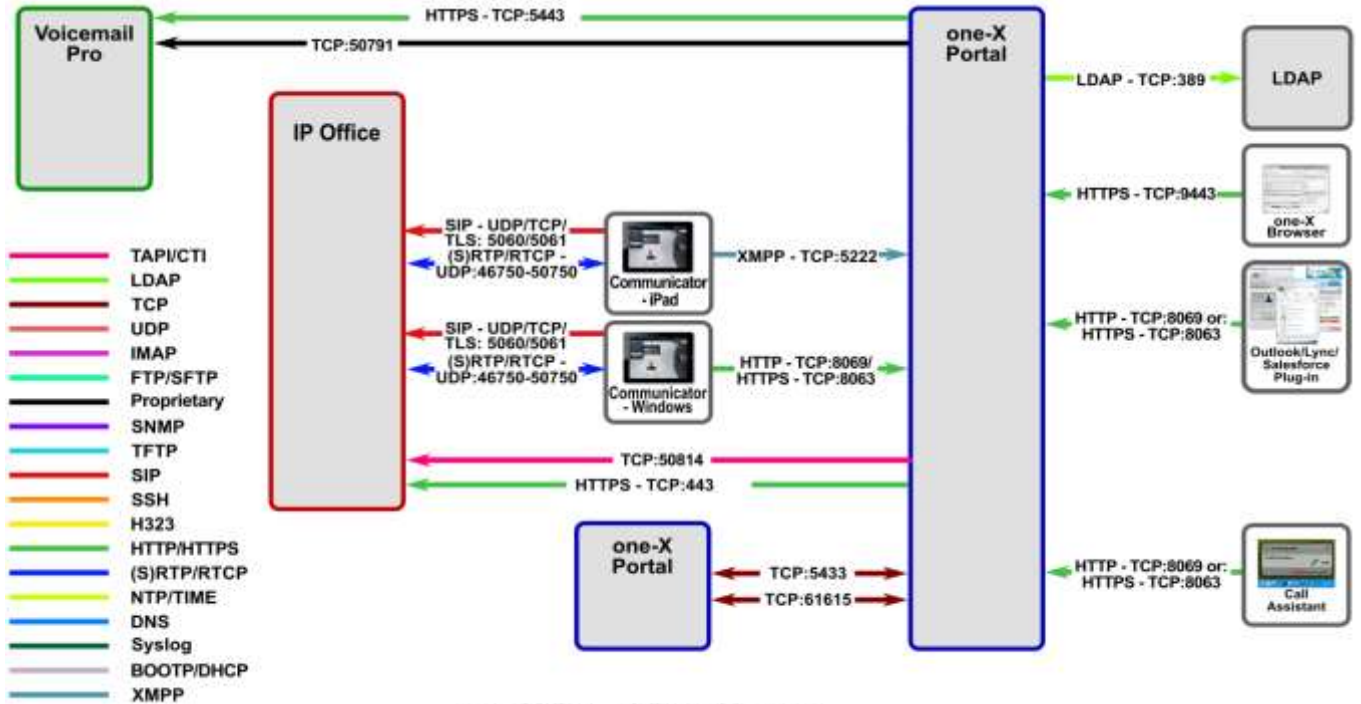 HTTPS - TCP:5443
Voicemail
Pro
TCP:50791
one-X
Portal
LDAP - TCP:389
LDAP
IP Office
HTTPS - TCP:9443
one-X
Browser
SIP - UDP/TCP/
TLS: 5060/5061
(S)RTP/RTCP -
UDP:46750-50750
Communicator
- iPad
XMPP - TCP:5222
SIP - UDP/TCP/
TLS: 5060/5061
(S)RTP/RTCP -
UDP:46750-50750
Communicator
- Windows
HTTP - TCP:8069/
HTTPS - TCP:8063
HTTP - TCP:8069 or:
HTTPS - TCP:8063
Outlook/Lync/
Salesforce
Plug-in
TCP:50814
HTTPS - TCP:443
one-X
Portal
TCP:5433
TCP:61615
HTTP - TCP:8069 or:
HTTPS - TCP:8063
Call
Assistant
TAPI/CTI
LDAP
TCP
UDP
IMAP
FTP/SFTP
Proprietary
SNMP
TFTP
SIP
SSH
H323
HTTP/HTTPS
(S)RTP/RTCP
NTP/TIME
DNS
Syslog
BOOTP/DHCP
XMPP